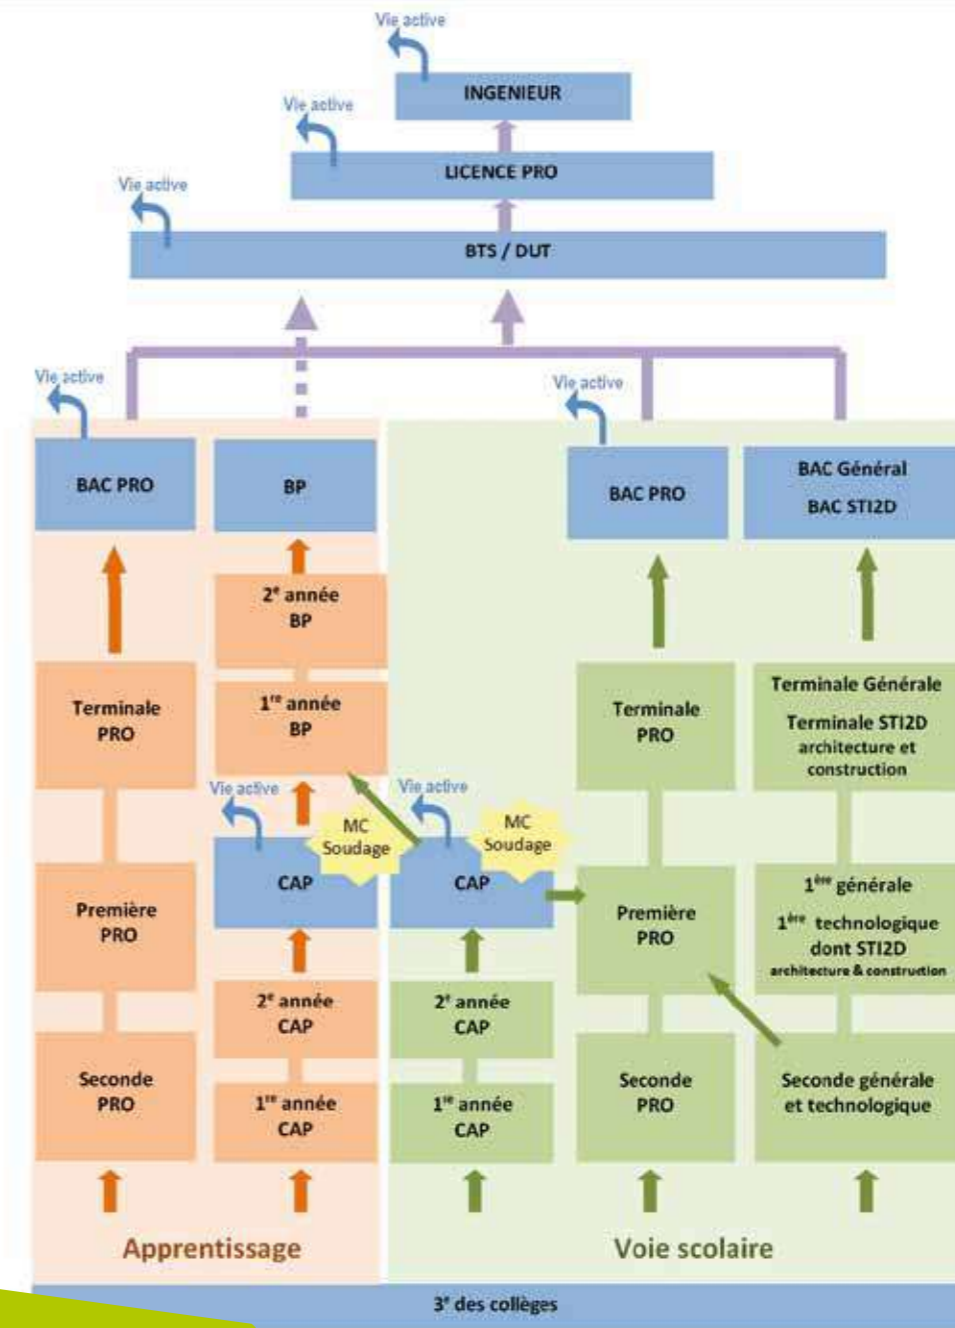 Vie active
INGENIEUR
Vie active
LICENCE PRO
Vie active
BTS / DUT
Vie active
Vie active
BAC PRO
BP
BAC PRO
BAC Général
BAC STI2D
2e année
BP
1re année
BP
Terminale
PRO
Terminale
PRO
Terminale Générale
Terminale STI2D
architecture et
construction
Vie active
Vie active
MC
Soudage
MC
Soudage
CAP
CAP
Première
PRO
Première
PRO
1ère générale
1ère technologique
dont STI2D
architecture & construction
2e année
CAP
2e année
CAP
Seconde
PRO
1re année
CAP
1re année
CAP
Seconde
PRO
Seconde générale
et technologique
Apprentissage
Voie scolaire
3e des collèges